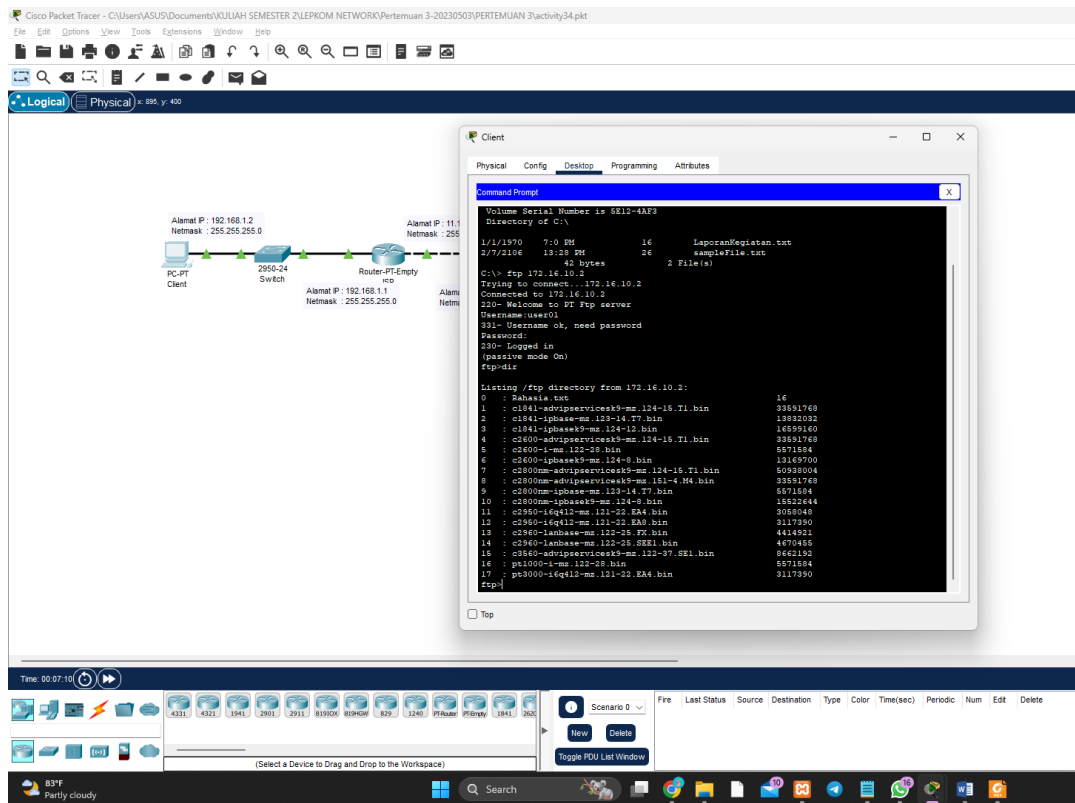 Cisco Packet Tracer - C:\Users\ASUS\Documents\KULIAH SEMESTER 2\LEPKOM NETWORK\Pertemuan 3-20230503\PERTEMUAN 3\activity34.pkt
File Edit Options View Tools Extensions Window Help
Logical Physical x: 895, y: 400
Client
Physical Config Desktop Programming Attributes
Command Prompt X
Volume Serial Number is 5E12-4AF3
Directory of C:\
1/1/1970 7:0 PM 16 LaporanKegiatan.txt
2/7/2106 13:28 PM 26 sampleFile.txt
42 bytes 2 File(s)
C:\> ftp 172.16.10.2
Trying to connect...172.16.10.2
Connected to 172.16.10.2
220- Welcome to PT Ftp server
Username:user01
331- Username ok, need password
Password:
230- Logged in
(passive mode On)
ftp>dir
Listing /ftp directory from 172.16.10.2:
0 : Rahasia.txt 16
1 : c1841-advipservicesk9-mz.124-15.T1.bin 33591768
2 : c1841-ipbase-mz.123-14.T7.bin 13832032
3 : c1841-ipbasek9-mz.124-12.bin 16599160
4 : c2600-advipservicesk9-mz.124-15.T1.bin 33591768
5 : c2600-i-mz.122-28.bin 5571584
6 : c2600-ipbasek9-mz.124-8.bin 13169700
7 : c2800nm-advipservicesk9-mz.124-15.T1.bin 50938004
8 : c2800nm-advipservicesk9-mz.151-4.M4.bin 33591768
9 : c2800nm-ipbase-mz.123-14.T7.bin 5571584
10 : c2800nm-ipbasek9-mz.124-8.bin 15522644
11 : c2950-i6q4l2-mz.121-22.EA4.bin 3058048
12 : c2950-i6q4l2-mz.121-22.EA8.bin 3117390
13 : c2960-lanbase-mz.122-25.FX.bin 4414921
14 : c2960-lanbase-mz.122-25.SEE1.bin 4670455
15 : c3560-advipservicesk9-mz.122-37.SE1.bin 8662192
16 : pt1000-i-mz.122-28.bin 5571584
17 : pt3000-i6q4l2-mz.121-22.EA4.bin 3117390
ftp>
Top
Alamat IP : 192.168.1.2
Netmask : 255.255.255.0
Alamat IP : 11.1
Netmask : 255
PC-PT
Client
2950-24
Switch
Router-PT-Empty
ISP
Alamat IP : 192.168.1.1
Netmask : 255.255.255.0
Time: 00:07:10
4331 4321 1941 2901 2911 819IOX 819HGW 829 1240 PT-Router PT-Empty 1841
(Select a Device to Drag and Drop to the Workspace)
Scenario 0
New Delete
Toggle PDU List Window
Fire Last Status Source Destination Type Color Time(sec) Periodic Num Edit Delete
83°F
Partly cloudy
Search
10
16